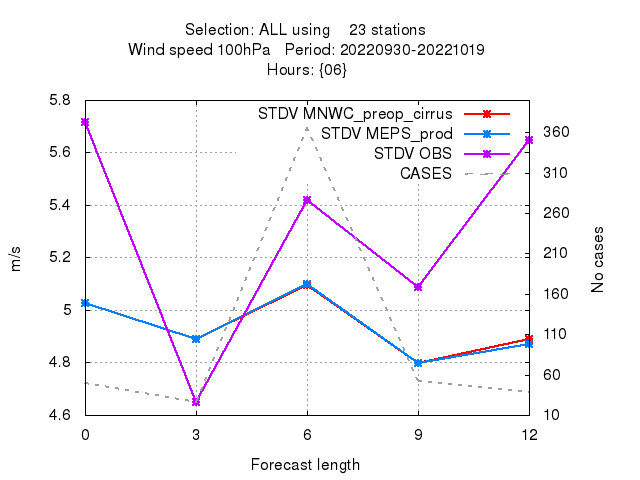 Selection: ALL using 23 stations
Wind speed 100hPa Period: 20220930-20221019
Hours: {06}
STDV MNWC_preop_cirrus
STDV MEPS_prod
STDV OBS
CASES
5.8
5.6
5.4
5.2
5
4.8
4.6
m/s
360
310
260
210
160
110
60
10
No cases
0 3 6 9 12
Forecast length